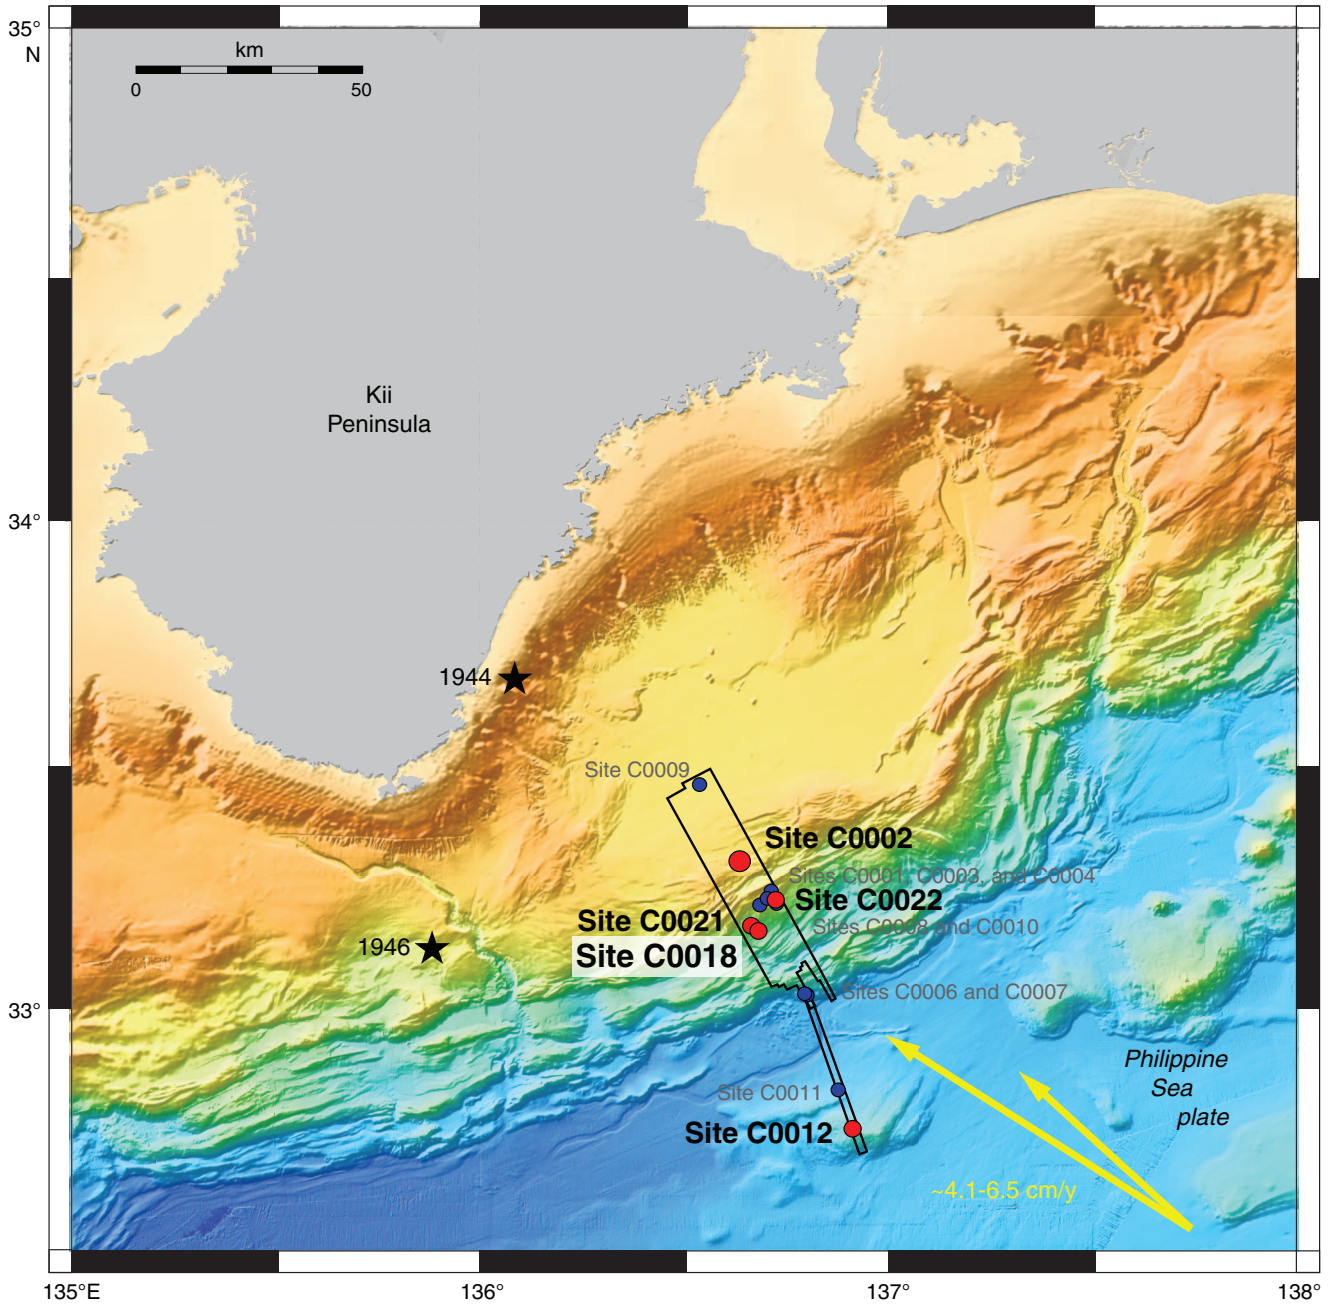 35°
N
km
0
50
Kii
Peninsula
34°
1944
Site C0009
Site C0002
Sites C0001, C0003, and C0004
Site C0022
Site C0021
Sites C0008 and C0010
1946
Site C0018
Sites C0006 and C0007
33°
Philippine
Sea
plate
Site C0011
Site C0012
~4.1-6.5 cm/y
135°E
136°
137°
138°